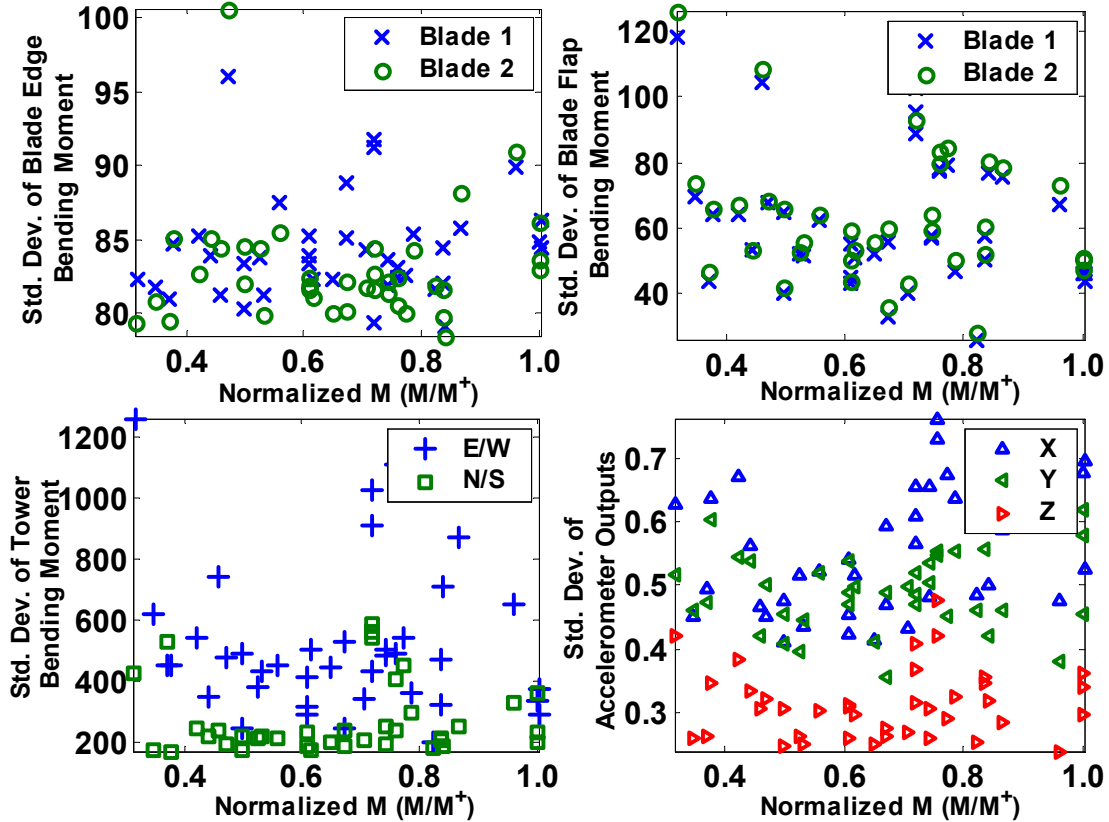 Std. Dev. of Blade Edge
Bending Moment
100
95
90
85
80
Blade 1
Blade 2
0.4 0.6 0.8 1.0
Normalized M (M/M+)
Std. Dev. of Blade Flap
Bending Moment
120
100
80
60
40
Blade 1
Blade 2
0.4 0.6 0.8 1.0
Normalized M (M/M+)
Std. Dev. of Tower
Bending Moment
1200
1000
800
600
400
200
E/W
N/S
0.4 0.6 0.8 1.0
Normalized M (M/M+)
Std. Dev. of
Accelerometer Outputs
0.7
0.6
0.5
0.4
0.3
X
Y
Z
0.4 0.6 0.8 1.0
Normalized M (M/M+)